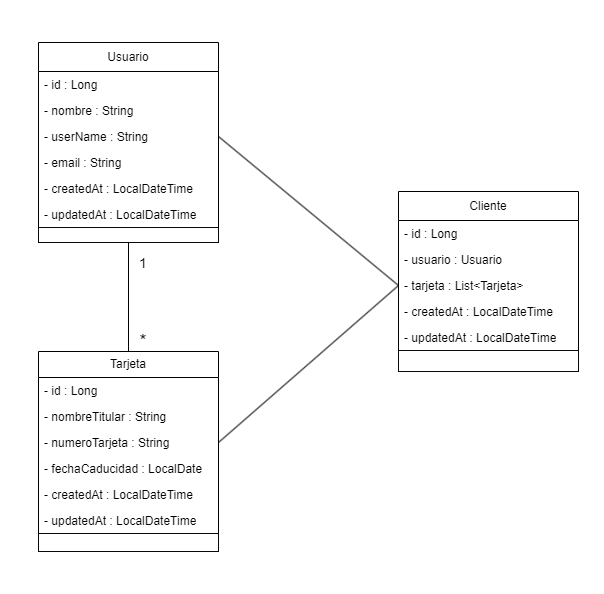 Usuario
- id : Long
- nombre : String
- userName : String
- email : String
- createdAt : LocalDateTime
- updatedAt : LocalDateTime
1
*
Tarjeta
- id : Long
- nombreTitular : String
- numeroTarjeta : String
- fechaCaducidad : LocalDate
- createdAt : LocalDateTime
- updatedAt : LocalDateTime
Cliente
- id : Long
- usuario : Usuario
- tarjeta : List<Tarjeta>
- createdAt : LocalDateTime
- updatedAt : LocalDateTime